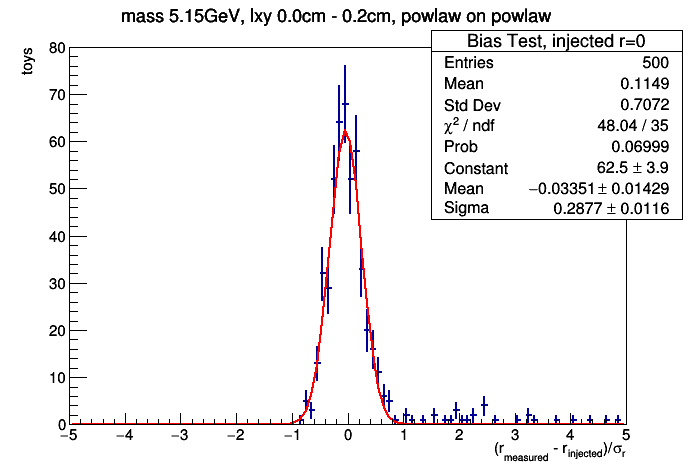 mass 5.15GeV, lxy 0.0cm - 0.2cm, powlaw on powlaw
Bias Test, injected r=0
Entries 500
Mean 0.1149
Std Dev 0.7072
χ² / ndf 48.04 / 35
Prob 0.06999
Constant 62.5 ± 3.9
Mean −0.03351 ± 0.01429
Sigma 0.2877 ± 0.0116
toys
80
70
60
50
40
30
20
10
0
−5 −4 −3 −2 −1 0 1 2 3 4 5
(r_measured - r_injected)/σ_r